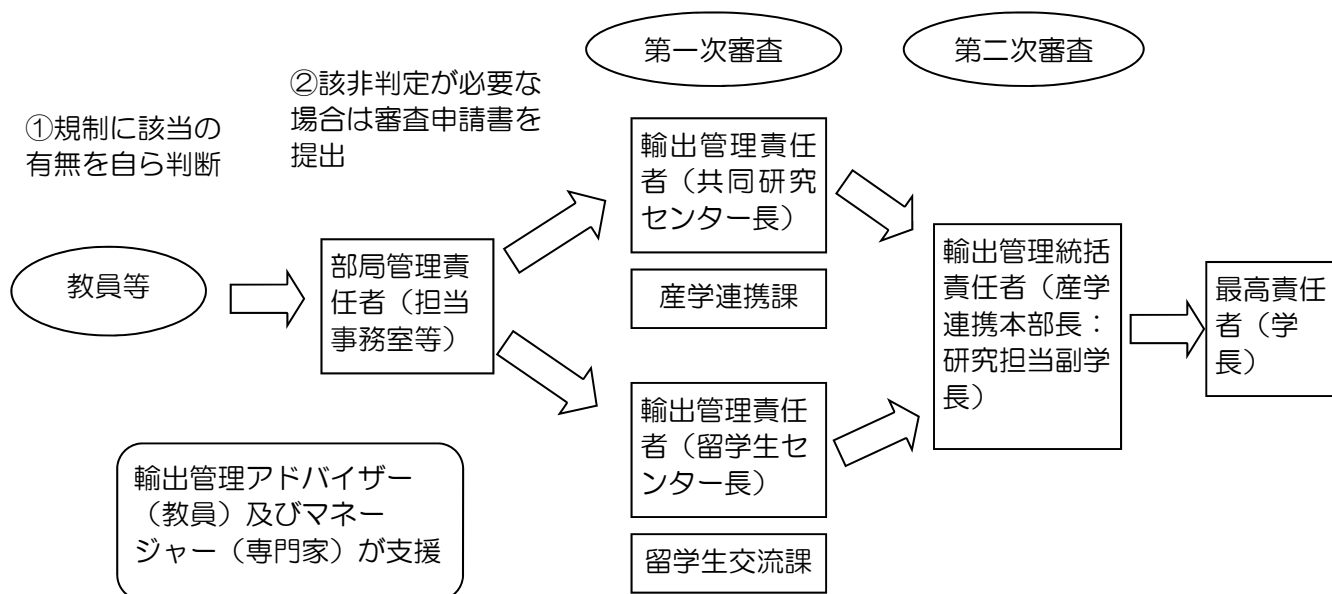 第一次審査
第二次審査
①規制に該当の
有無を自ら判断
②該非判定が必要な
場合は審査申請書を
提出
教員等
部局管理責
任者（担当
事務室等）
輸出管理責任
者（共同研究
センター長）
産学連携課
輸出管理責任
者（留学生セ
ンター長）
留学生交流課
輸出管理統括
責任者（産学
連携本部長：
研究担当副学
長）
最高責任
者（学
長）
輸出管理アドバイザー
（教員）及びマネー
ジャー（専門家）が支援